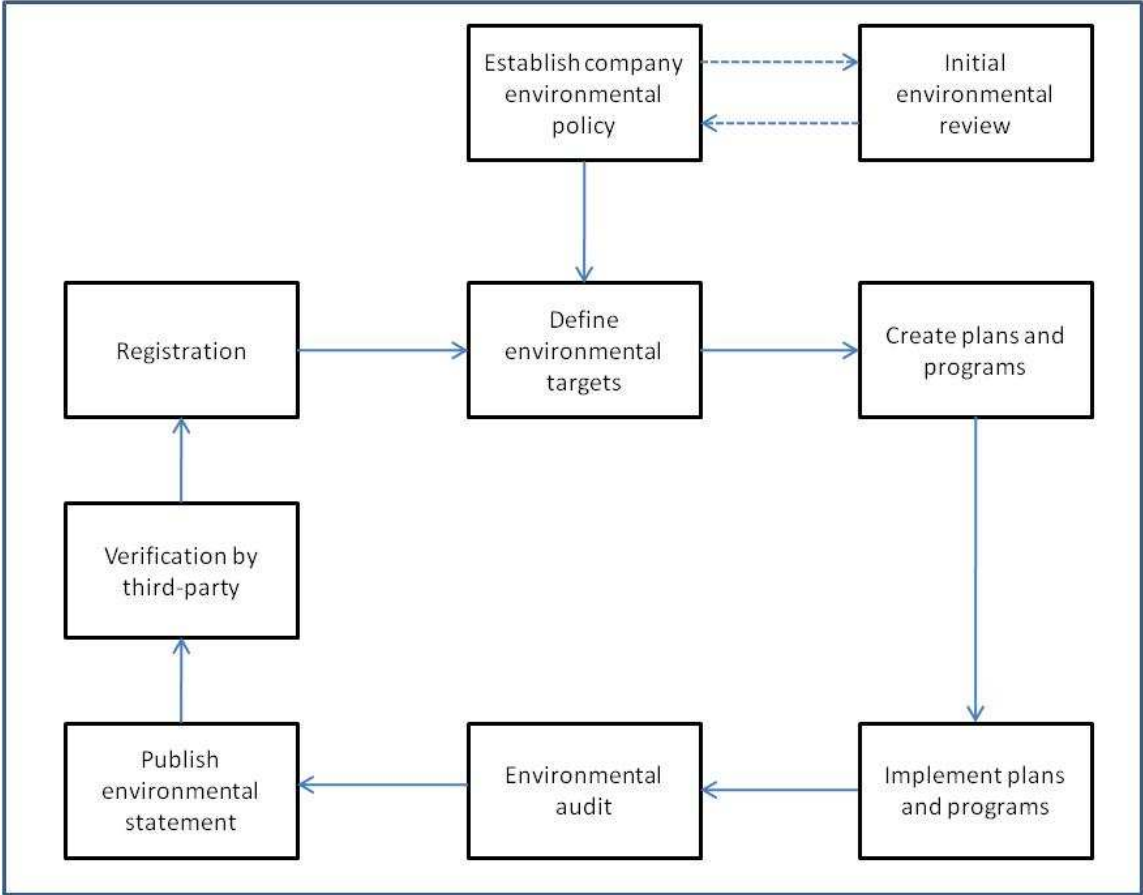 Establish company
environmental
policy
Initial
environmental
review
Registration
Define
environmental
targets
Create plans and
programs
Verification by
third-party
Publish
environmental
statement
Environmental
audit
Implement plans
and programs